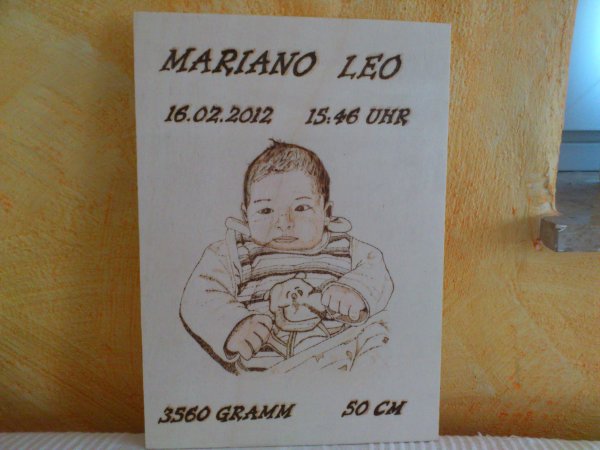 MARIANO LEO
16.02.2012 15:46 UHR
3560 GRAMM 50 CM